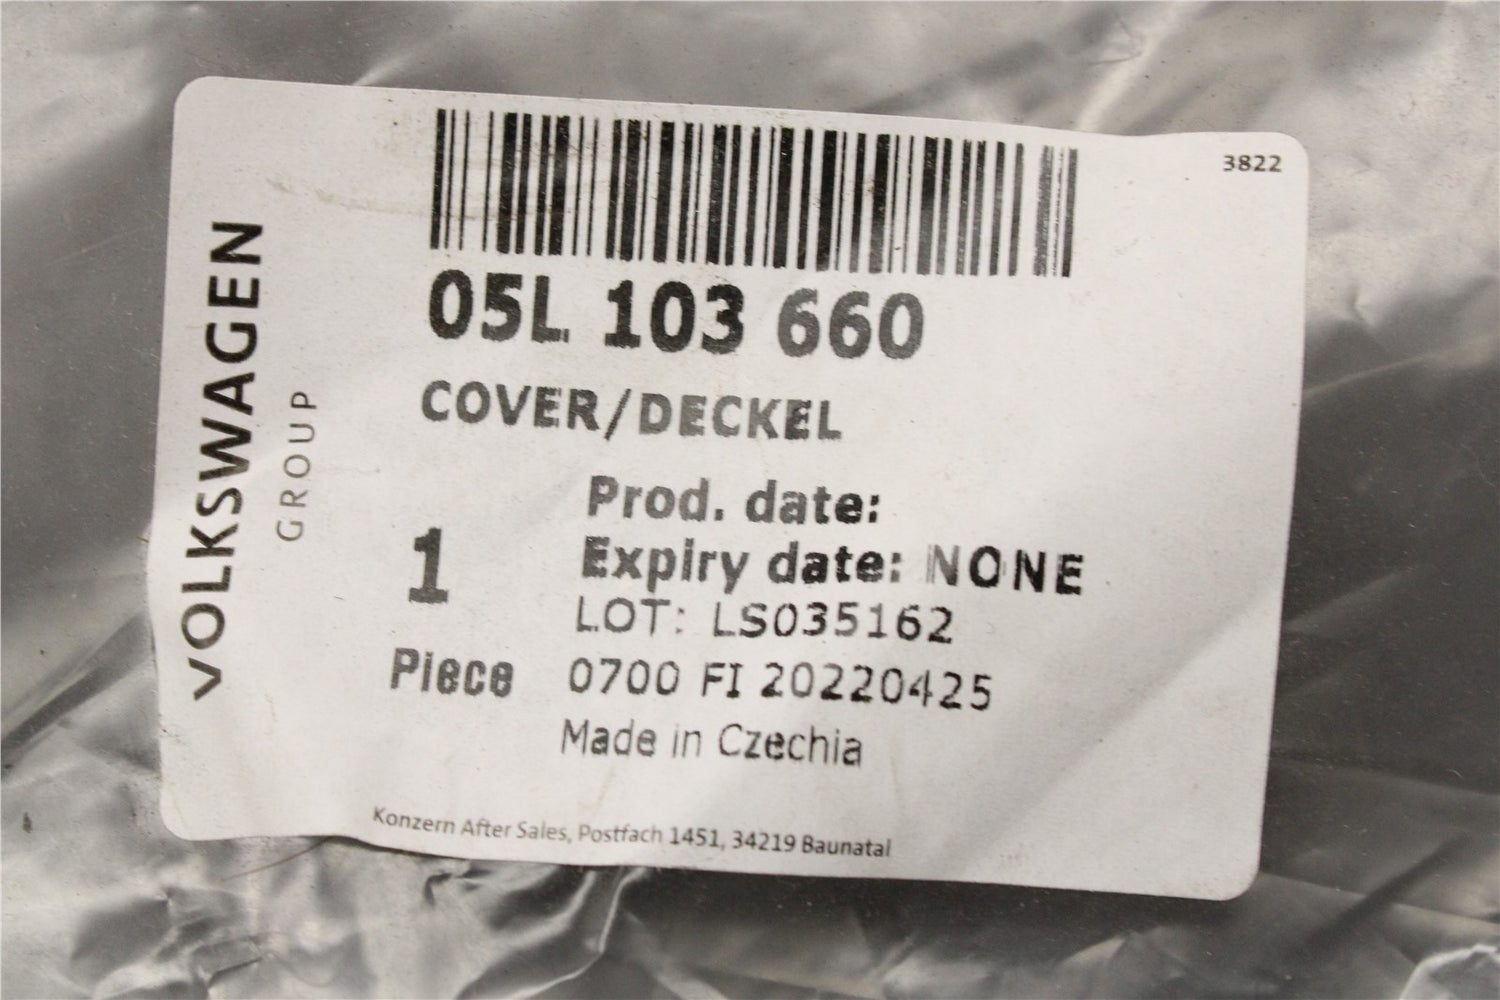 3822
VOLKSWAGEN
GROUP
05L 103 660
COVER/DECKEL
Prod. date:
Expiry date: NONE
1
LOT: LS035162
Piece
0700 FI 20220425
Made in Czechia
Konzern After Sales, Postfach 1451, 34219 Baunatal